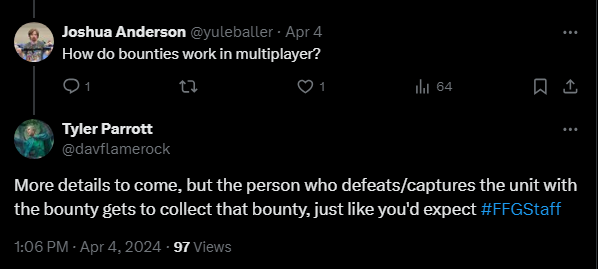 Joshua Anderson @yuleballer · Apr 4
How do bounties work in multiplayer?
1 1 64
Tyler Parrott
@davflamerock
More details to come, but the person who defeats/captures the unit with
the bounty gets to collect that bounty, just like you'd expect #FFGStaff
1:06 PM · Apr 4, 2024 · 97 Views